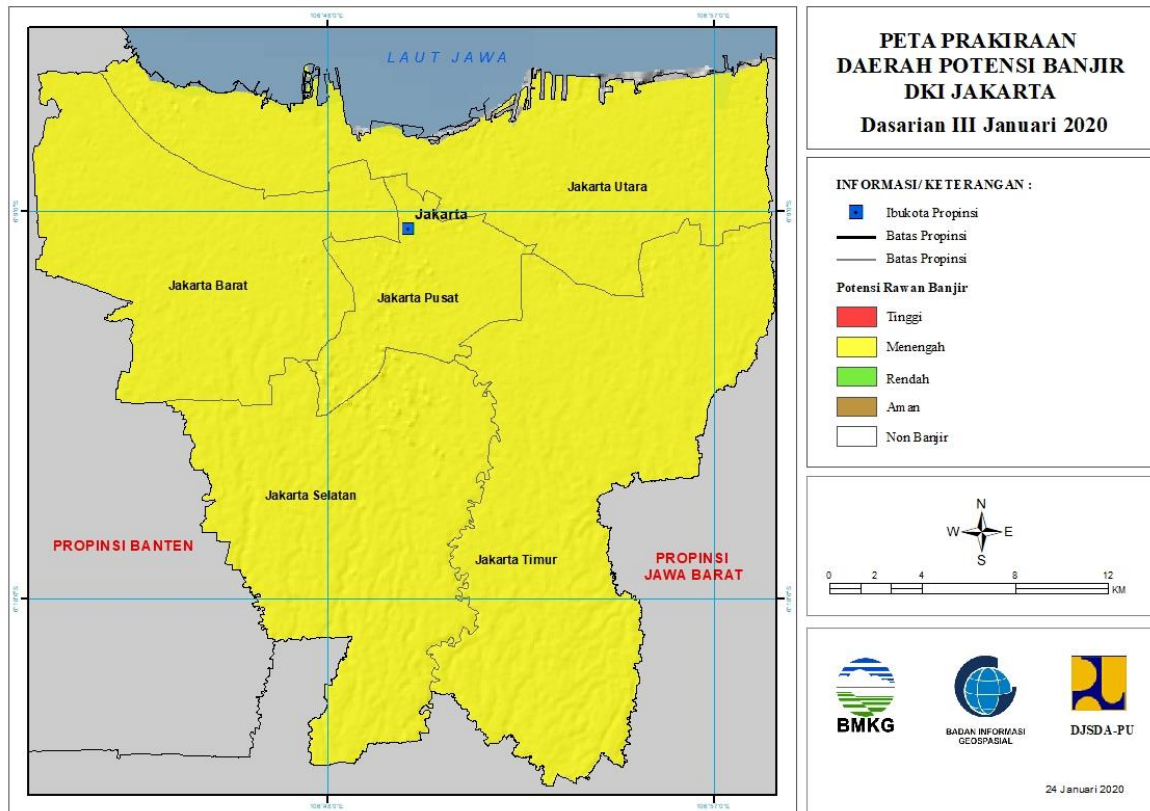 PETA PRAKIRAAN
DAERAH POTENSI BANJIR
DKI JAKARTA
Dasarian III Januari 2020
INFORMASI/ KETERANGAN :
Ibukota Propinsi
Batas Propinsi
Batas Propinsi
Potensi Rawan Banjir
Tinggi
Menengah
Rendah
Aman
Non Banjir
N
W E
S
0 2 4 8 12
KM
BMKG
BADAN INFORMASI
GEOSPASIAL
DJSDA-PU
24 Januari 2020
LAUT JAWA
Jakarta Utara
Jakarta
Jakarta Barat
Jakarta Pusat
Jakarta Selatan
Jakarta Timur
PROPINSI BANTEN
PROPINSI
JAWA BARAT